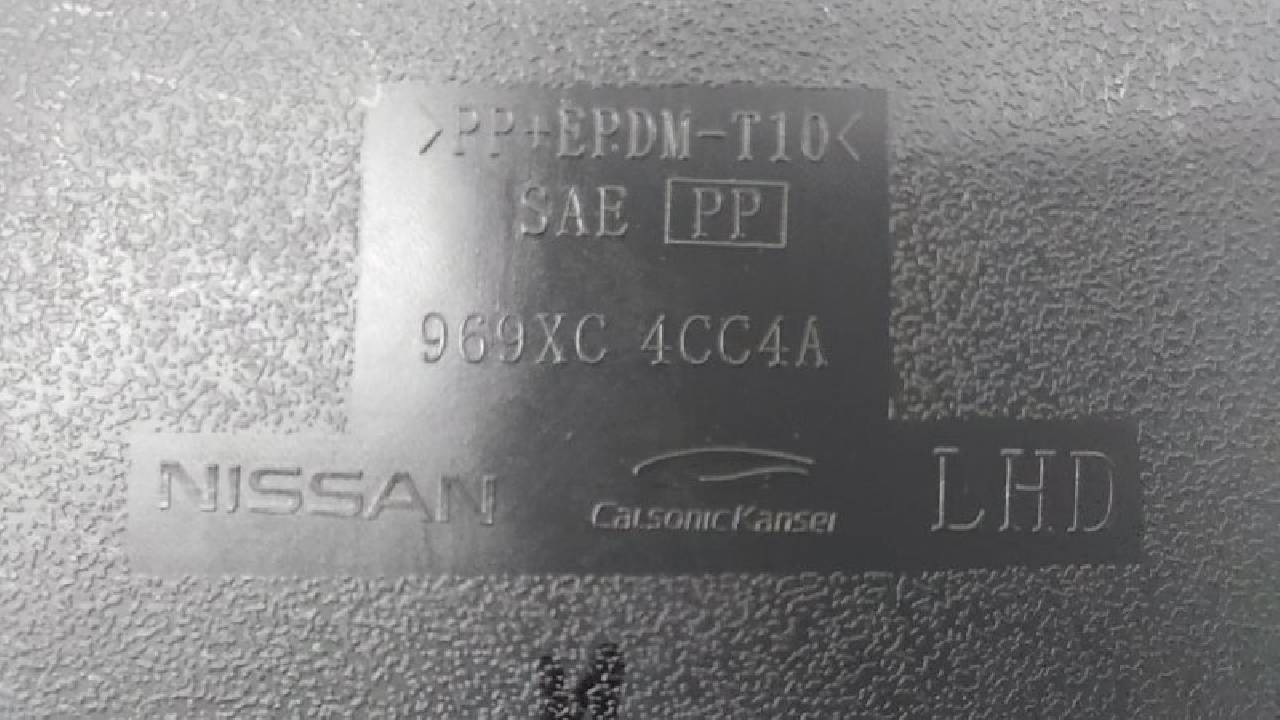 >PP+EPDM-T10<
SAE PP
969XC 4CC4A
NISSAN CalsonicKansei LHD